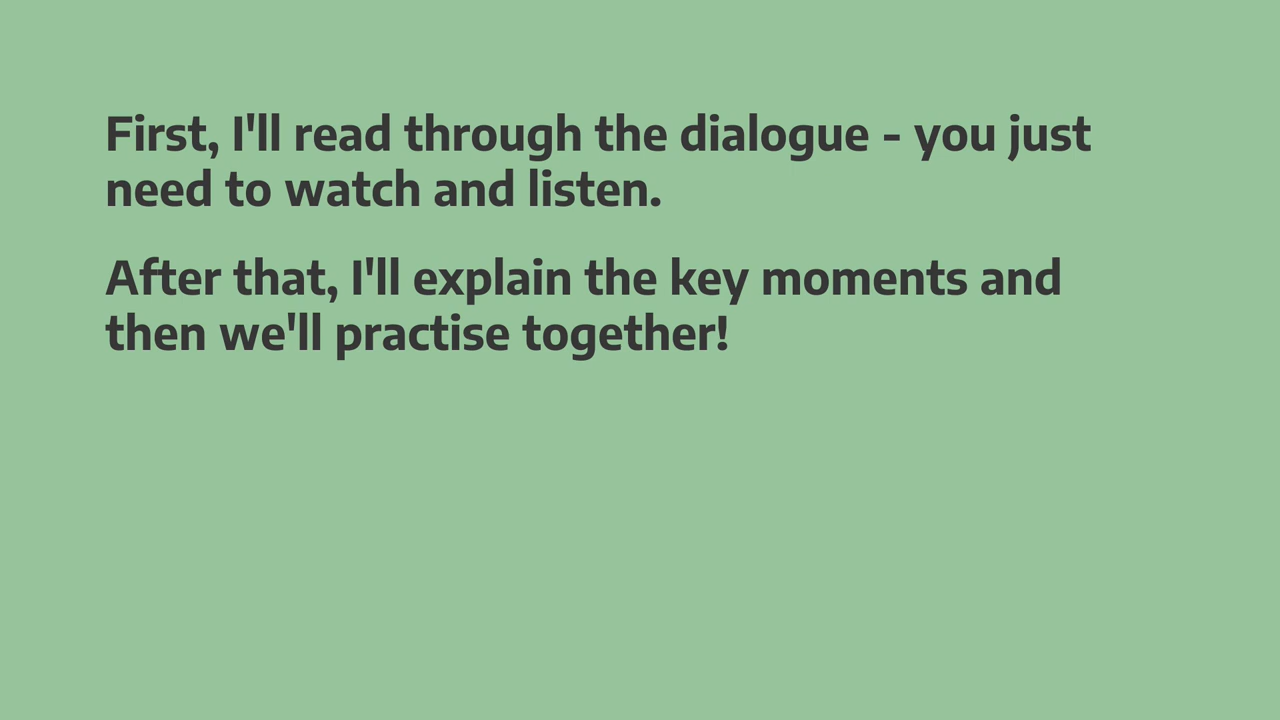 First, I'll read through the dialogue - you just
need to watch and listen.
After that, I'll explain the key moments and
then we'll practise together!